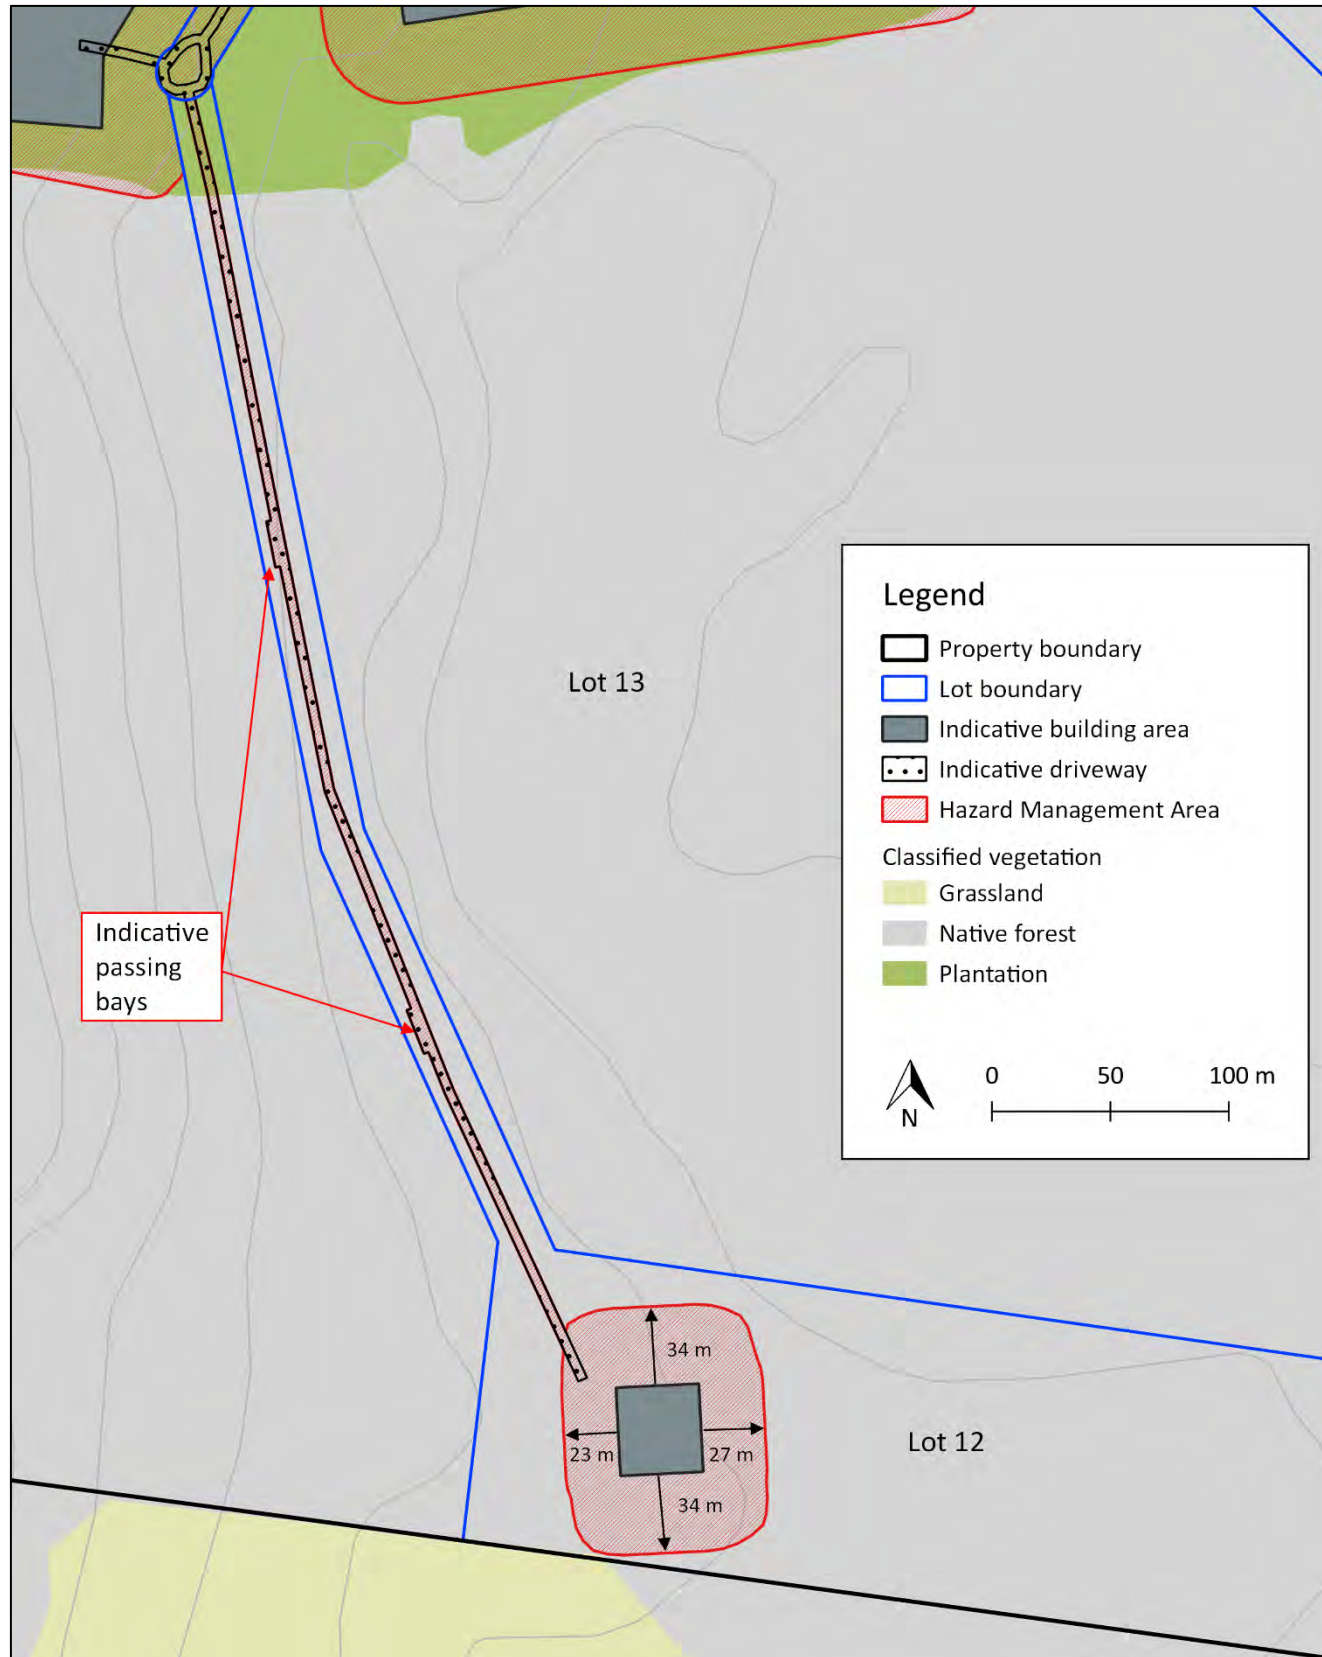 Lot 13
Legend
Property boundary
Lot boundary
Indicative building area
Indicative driveway
Hazard Management Area
Classified vegetation
Grassland
Native forest
Plantation
N
0 50 100 m
Indicative
passing
bays
34 m
23 m
27 m
34 m
Lot 12